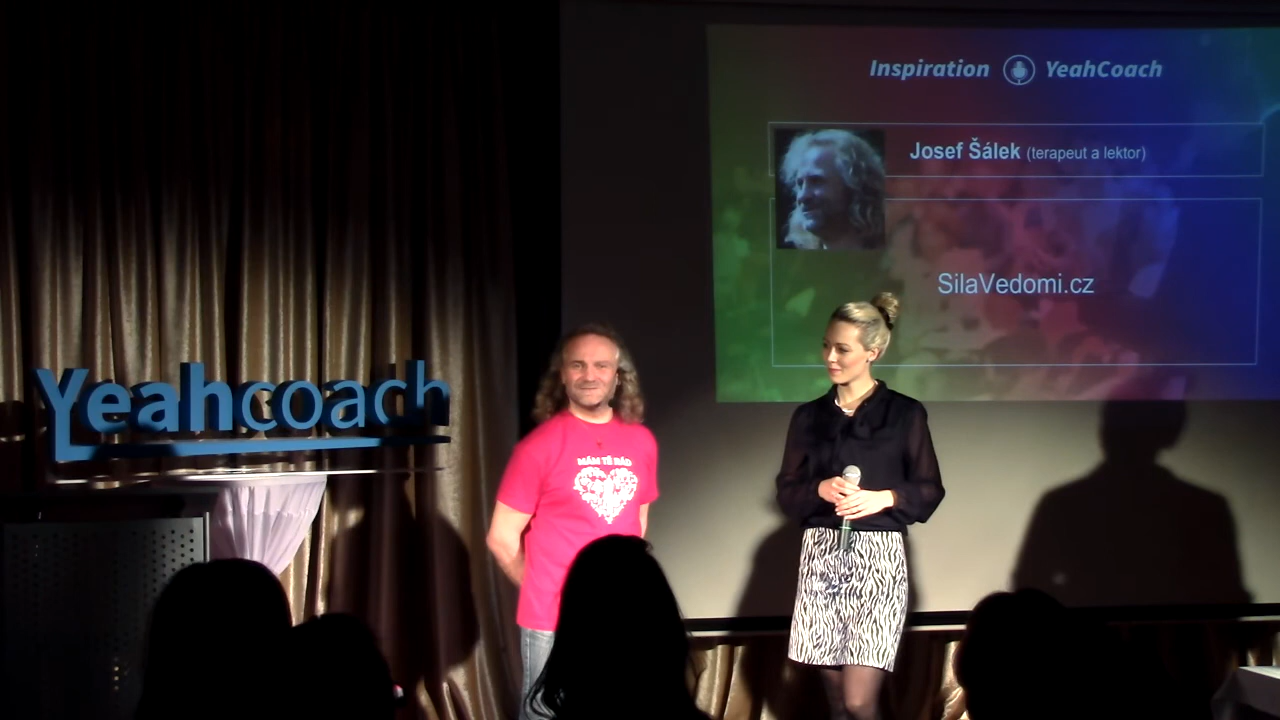 Inspiration YeahCoach
Josef Šálek (terapeut a lektor)
SilaVedomi.cz
Yeahcoach
MÁM TĚ RÁD